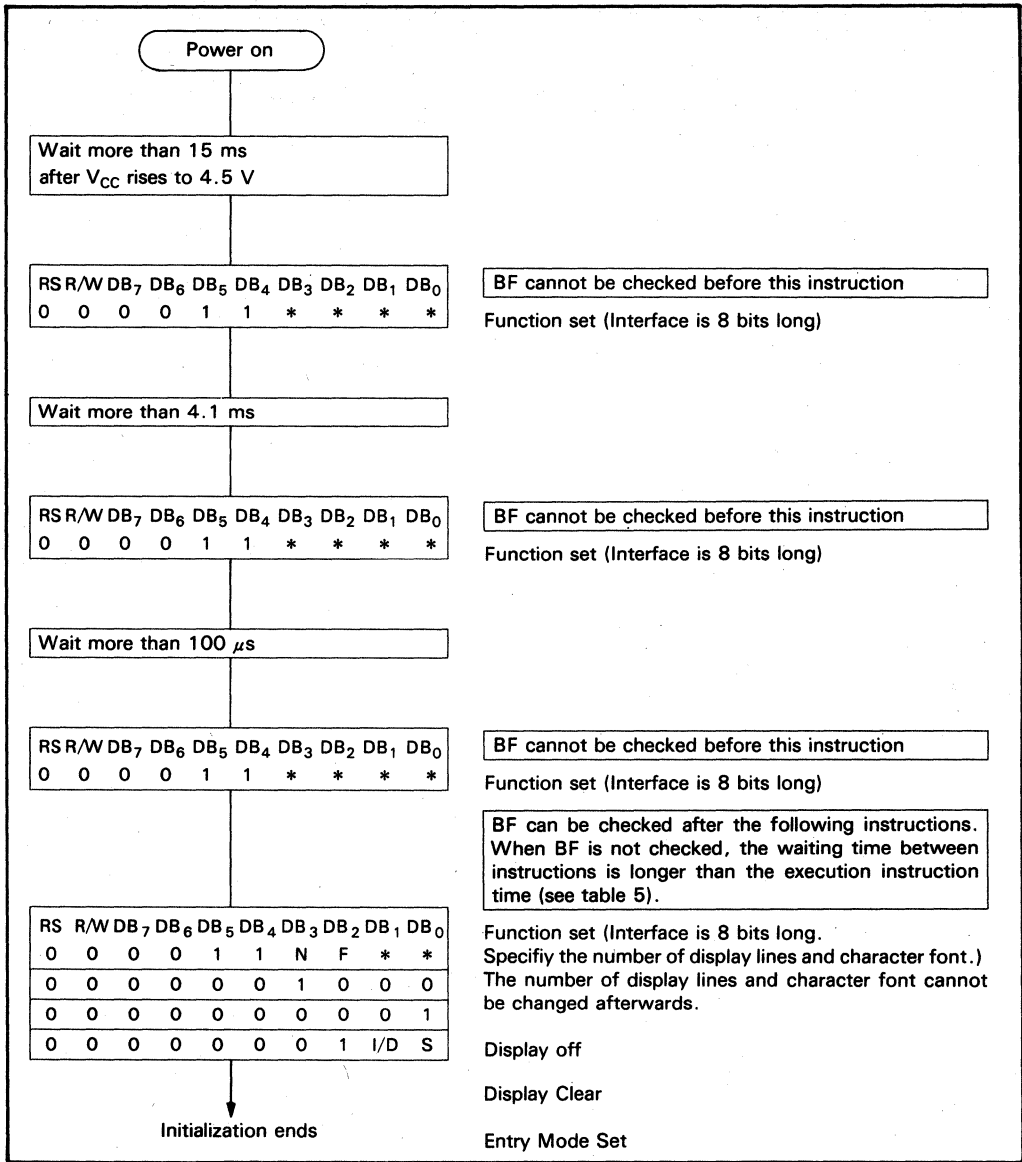 Power on
Wait more than 15 ms
after VCC rises to 4.5 V
RS R/W DB7 DB6 DB5 DB4 DB3 DB2 DB1 DB0
0 0 0 0 1 1 * * * *
BF cannot be checked before this instruction
Function set (Interface is 8 bits long)
Wait more than 4.1 ms
RS R/W DB7 DB6 DB5 DB4 DB3 DB2 DB1 DB0
0 0 0 0 1 1 * * * *
BF cannot be checked before this instruction
Function set (Interface is 8 bits long)
Wait more than 100 μs
RS R/W DB7 DB6 DB5 DB4 DB3 DB2 DB1 DB0
0 0 0 0 1 1 * * * *
BF cannot be checked before this instruction
Function set (Interface is 8 bits long)
BF can be checked after the following instructions.
When BF is not checked, the waiting time between
instructions is longer than the execution instruction
time (see table 5).
RS R/W DB7 DB6 DB5 DB4 DB3 DB2 DB1 DB0
0 0 0 0 1 1 N F * *
0 0 0 0 0 0 1 0 0 0
0 0 0 0 0 0 0 0 0 1
0 0 0 0 0 0 0 1 I/D S
Function set (Interface is 8 bits long.
Specifiy the number of display lines and character font.)
The number of display lines and character font cannot
be changed afterwards.
Display off
Display Clear
Entry Mode Set
Initialization ends